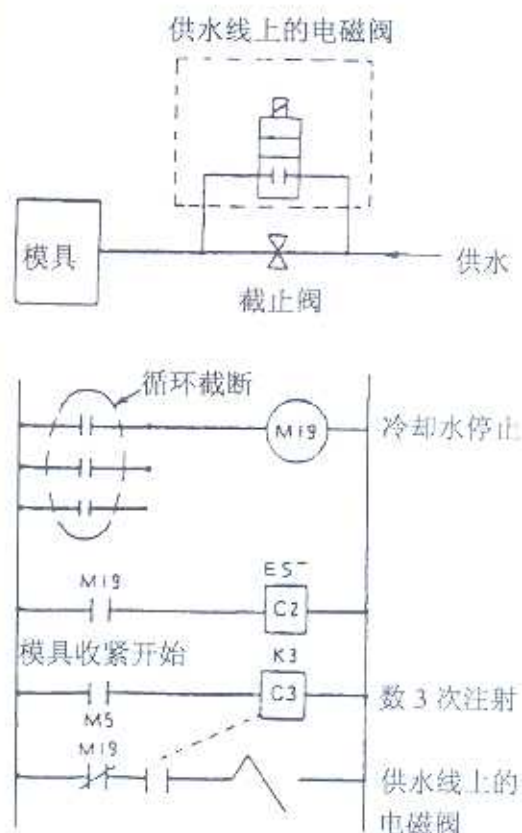 供水线上的电磁阀
模具
供水
截止阀
循环截断
M19
冷却水停止
M19
ES-
C2
模具收紧开始
K3
C3
数3次注射
M5
M19
供水线上的
电磁阀